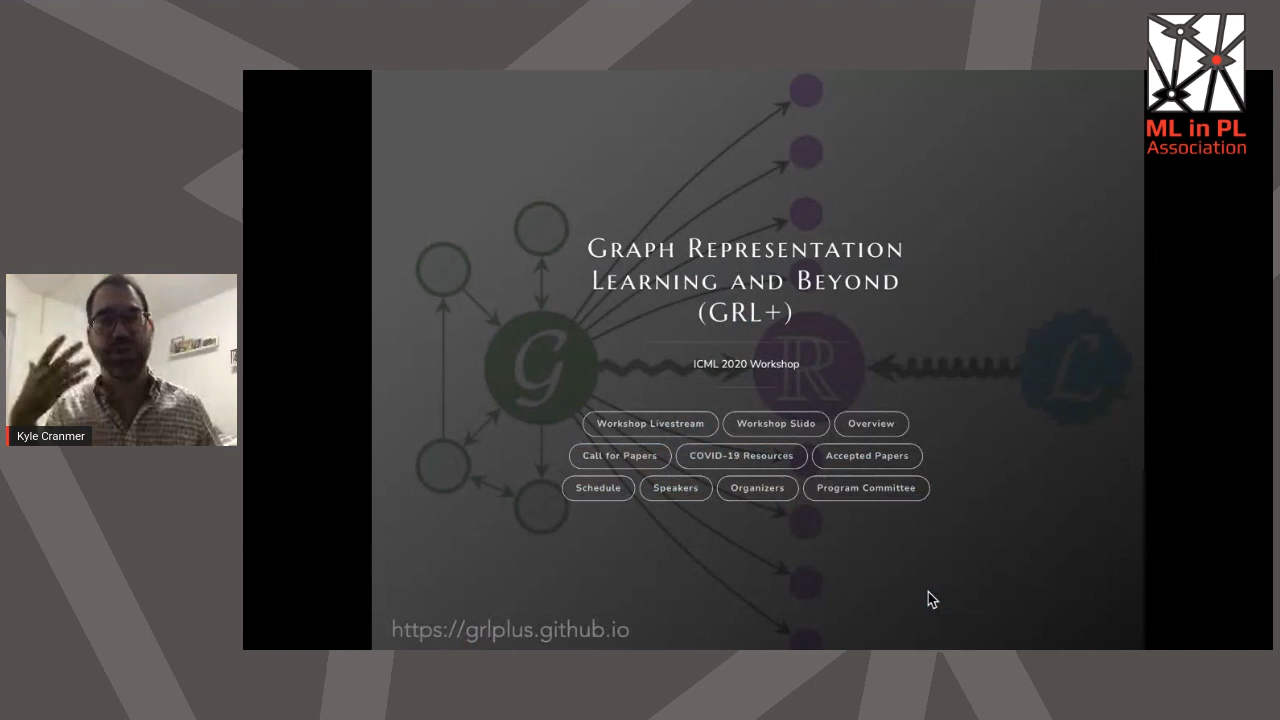 ML in PL
Association
Graph Representation
Learning and Beyond
(GRL+)
G
R
L
ICML 2020 Workshop
Workshop Livestream
Workshop Slido
Overview
Call for Papers
COVID-19 Resources
Accepted Papers
Schedule
Speakers
Organizers
Program Committee
Kyle Cranmer
https://grlplus.github.io